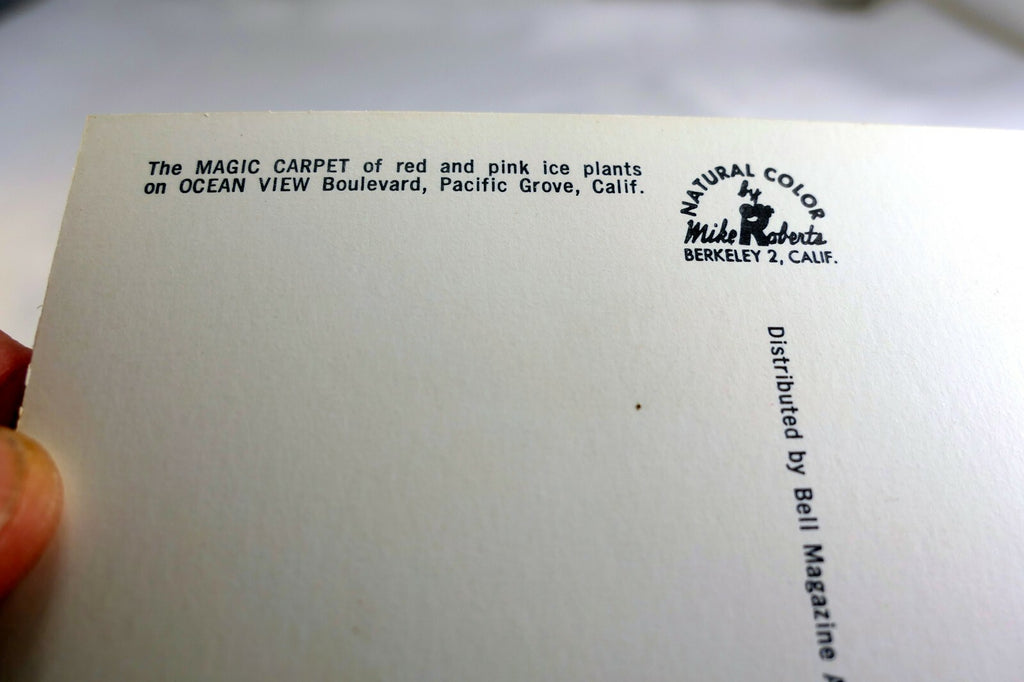 The MAGIC CARPET of red and pink ice plants
on OCEAN VIEW Boulevard, Pacific Grove, Calif.
NATURAL COLOR
by
Mike Roberts
BERKELEY 2, CALIF.
Distributed by Bell Magazine